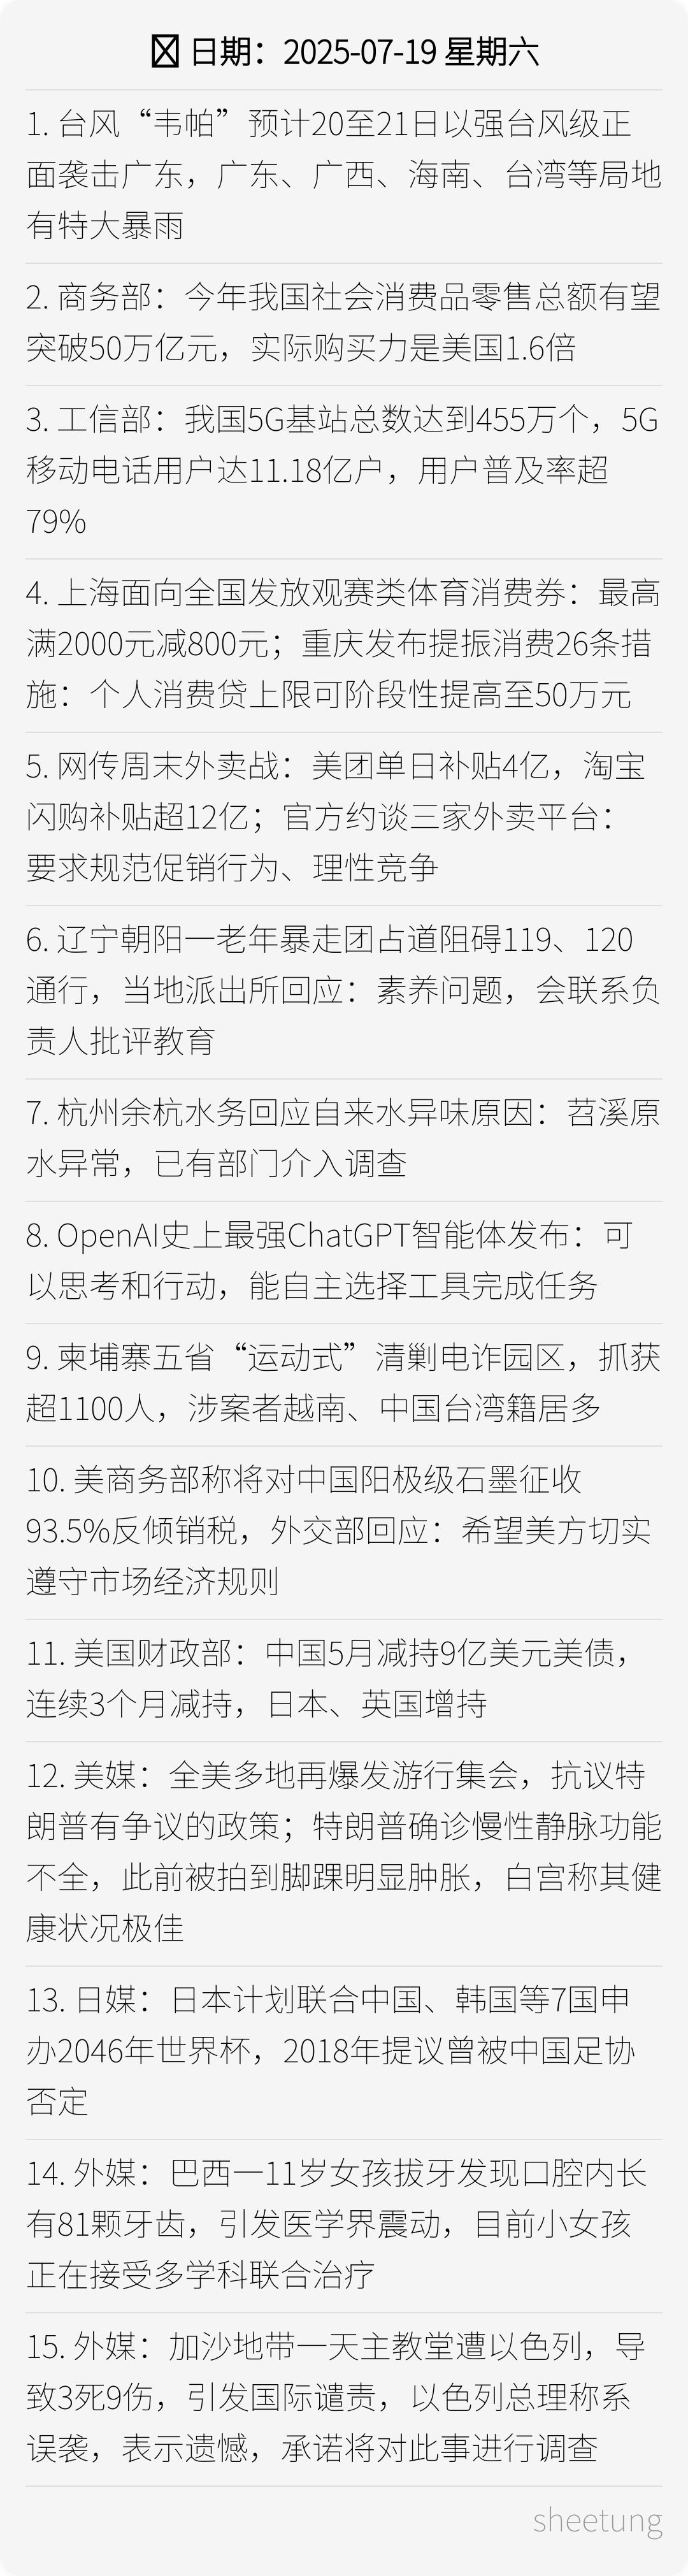 日期：2025-07-19 星期六
1. 台风“韦帕”预计20至21日以强台风级正
面袭击广东，广东、广西、海南、台湾等局地
有特大暴雨
2. 商务部：今年我国社会消费品零售总额有望
突破50万亿元，实际购买力是美国1.6倍
3. 工信部：我国5G基站总数达到455万个，5G
移动电话用户达11.18亿户，用户普及率超
79%
4. 上海面向全国发放观赛类体育消费券：最高
满2000元减800元；重庆发布提振消费26条措
施：个人消费贷上限可阶段性提高至50万元
5. 网传周末外卖战：美团单日补贴4亿，淘宝
闪购补贴超12亿；官方约谈三家外卖平台：
要求规范促销行为、理性竞争
6. 辽宁朝阳一老年暴走团占道阻碍119、120
通行，当地派出所回应：素养问题，会联系负
责人批评教育
7. 杭州余杭水务回应自来水异味原因：苕溪原
水异常，已有部门介入调查
8. OpenAI史上最强ChatGPT智能体发布：可
以思考和行动，能自主选择工具完成任务
9. 柬埔寨五省“运动式”清剿电诈园区，抓获
超1100人，涉案者越南、中国台湾籍居多
10. 美商务部称将对中国阳极级石墨征收
93.5%反倾销税，外交部回应：希望美方切实
遵守市场经济规则
11. 美国财政部：中国5月减持9亿美元美债，
连续3个月减持，日本、英国增持
12. 美媒：全美多地再爆发游行集会，抗议特
朗普有争议的政策；特朗普确诊慢性静脉功能
不全，此前被拍到脚踝明显肿胀，白宫称其健
康状况极佳
13. 日媒：日本计划联合中国、韩国等7国申
办2046年世界杯，2018年提议曾被中国足协
否定
14. 外媒：巴西一11岁女孩拔牙发现口腔内长
有81颗牙齿，引发医学界震动，目前小女孩
正在接受多学科联合治疗
15. 外媒：加沙地带一天主教堂遭以色列，导
致3死9伤，引发国际谴责，以色列总理称系
误袭，表示遗憾，承诺将对此事进行调查
sheetung